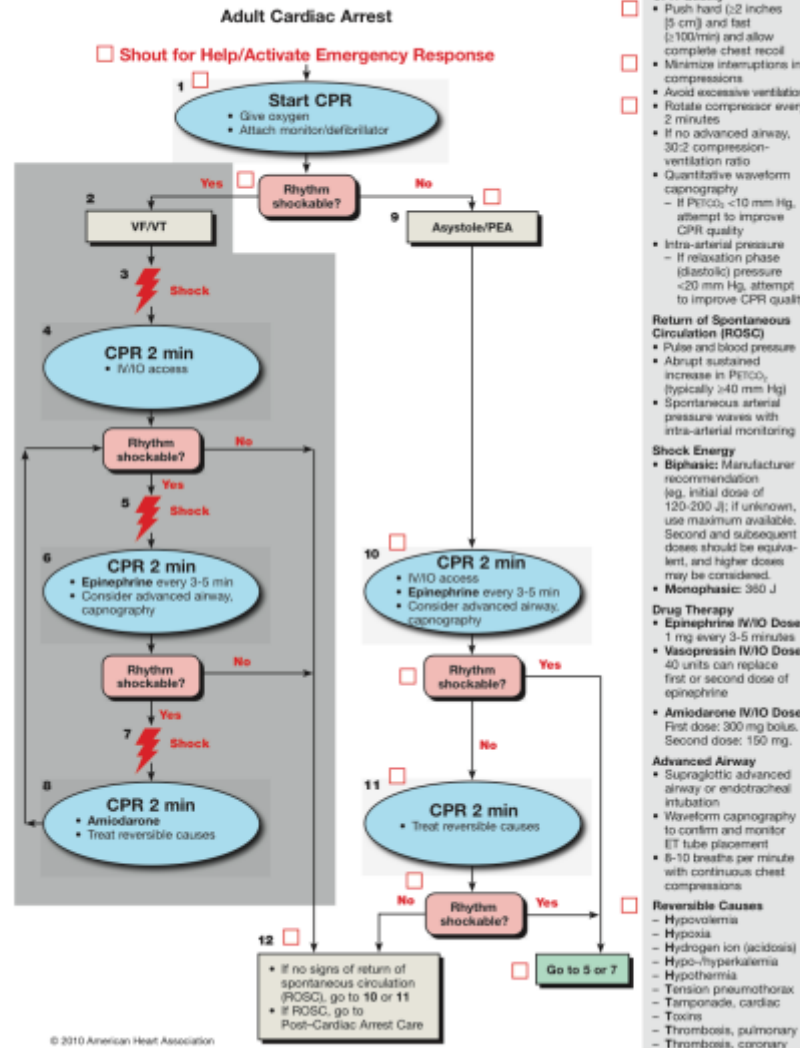 Adult Cardiac Arrest
Shout for Help/Activate Emergency Response
1
Start CPR
• Give oxygen
• Attach monitor/defibrillator
Yes
Rhythm
shockable?
No
2
VF/VT
9
Asystole/PEA
3
Shock
4
CPR 2 min
• IV/IO access
Rhythm
shockable?
No
Yes
5
Shock
6
CPR 2 min
• Epinephrine every 3-5 min
• Consider advanced airway,
capnography
Rhythm
shockable?
No
Yes
7
Shock
8
CPR 2 min
• Amiodarone
• Treat reversible causes
10
CPR 2 min
• IV/IO access
• Epinephrine every 3-5 min
• Consider advanced airway,
capnography
Rhythm
shockable?
Yes
No
11
CPR 2 min
• Treat reversible causes
No
Rhythm
shockable?
Yes
12
• If no signs of return of
spontaneous circulation
(ROSC), go to 10 or 11
• If ROSC, go to
Post–Cardiac Arrest Care
Go to 5 or 7
© 2010 American Heart Association
• Push hard (≥2 inches
[5 cm]) and fast
(≥100/min) and allow
complete chest recoil
• Minimize interruptions in
compressions
• Avoid excessive ventilation
• Rotate compressor every
2 minutes
• If no advanced airway,
30:2 compression-
ventilation ratio
• Quantitative waveform
capnography
– If PETCO₂ <10 mm Hg,
attempt to improve
CPR quality
• Intra-arterial pressure
– If relaxation phase
(diastolic) pressure
<20 mm Hg, attempt
to improve CPR qualit
Return of Spontaneous
Circulation (ROSC)
• Pulse and blood pressure
• Abrupt sustained
increase in PETCO₂
(typically ≥40 mm Hg)
• Spontaneous arterial
pressure waves with
intra-arterial monitoring
Shock Energy
• Biphasic: Manufacturer
recommendation
(eg, initial dose of
120-200 J); if unknown,
use maximum available.
Second and subsequent
doses should be equiva-
lent, and higher doses
may be considered.
• Monophasic: 360 J
Drug Therapy
• Epinephrine IV/IO Dose
1 mg every 3-5 minutes
• Vasopressin IV/IO Dose
40 units can replace
first or second dose of
epinephrine
• Amiodarone IV/IO Dose
First dose: 300 mg bolus.
Second dose: 150 mg.
Advanced Airway
• Supraglottic advanced
airway or endotracheal
intubation
• Waveform capnography
to confirm and monitor
ET tube placement
• 8-10 breaths per minute
with continuous chest
compressions
Reversible Causes
– Hypovolemia
– Hypoxia
– Hydrogen ion (acidosis)
– Hypo-/hyperkalemia
– Hypothermia
– Tension pneumothorax
– Tamponade, cardiac
– Toxins
– Thrombosis, pulmonary
– Thrombosis, coronary